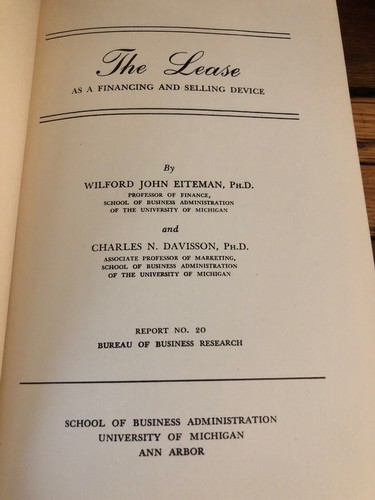 The Lease
AS A FINANCING AND SELLING DEVICE
By
WILFORD JOHN EITEMAN, PH.D.
PROFESSOR OF FINANCE,
SCHOOL OF BUSINESS ADMINISTRATION
OF THE UNIVERSITY OF MICHIGAN
and
CHARLES N. DAVISSON, PH.D.
ASSOCIATE PROFESSOR OF MARKETING,
SCHOOL OF BUSINESS ADMINISTRATION
OF THE UNIVERSITY OF MICHIGAN
REPORT NO. 20
BUREAU OF BUSINESS RESEARCH
SCHOOL OF BUSINESS ADMINISTRATION
UNIVERSITY OF MICHIGAN
ANN ARBOR